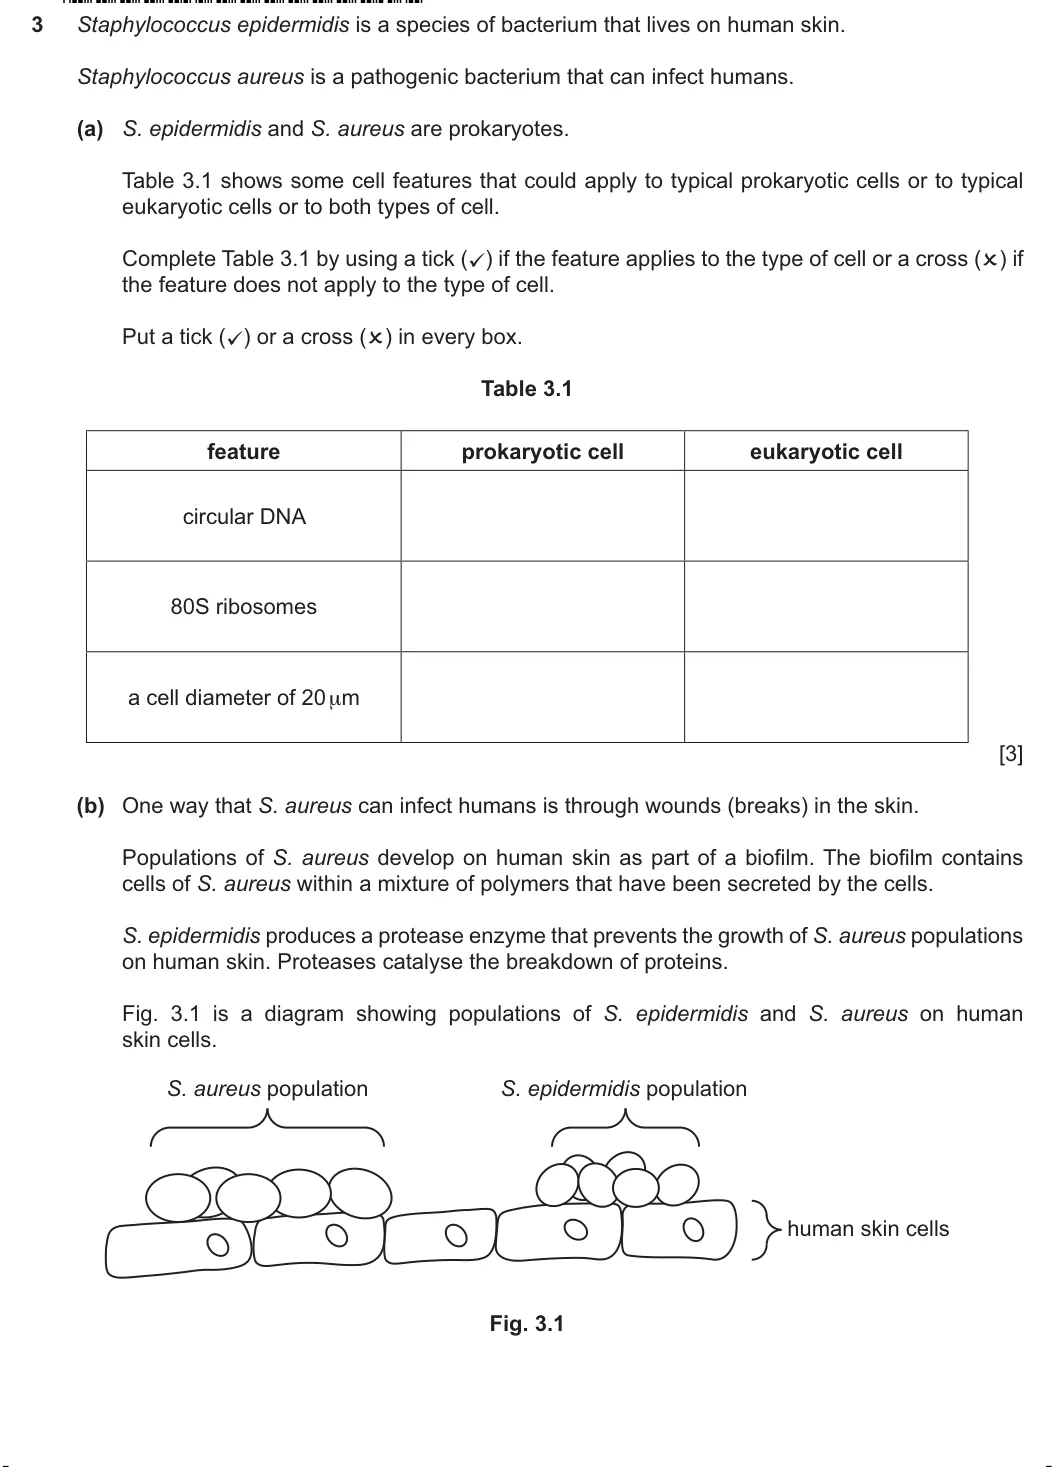 3 Staphylococcus epidermidis is a species of bacterium that lives on human skin.
Staphylococcus aureus is a pathogenic bacterium that can infect humans.
(a) S. epidermidis and S. aureus are prokaryotes.
Table 3.1 shows some cell features that could apply to typical prokaryotic cells or to typical
eukaryotic cells or to both types of cell.
Complete Table 3.1 by using a tick (✓) if the feature applies to the type of cell or a cross (✗) if
the feature does not apply to the type of cell.
Put a tick (✓) or a cross (✗) in every box.
Table 3.1
feature prokaryotic cell eukaryotic cell
circular DNA
80S ribosomes
a cell diameter of 20 μm
[3]
(b) One way that S. aureus can infect humans is through wounds (breaks) in the skin.
Populations of S. aureus develop on human skin as part of a biofilm. The biofilm contains
cells of S. aureus within a mixture of polymers that have been secreted by the cells.
S. epidermidis produces a protease enzyme that prevents the growth of S. aureus populations
on human skin. Proteases catalyse the breakdown of proteins.
Fig. 3.1 is a diagram showing populations of S. epidermidis and S. aureus on human
skin cells.
S. aureus population S. epidermidis population
human skin cells
Fig. 3.1